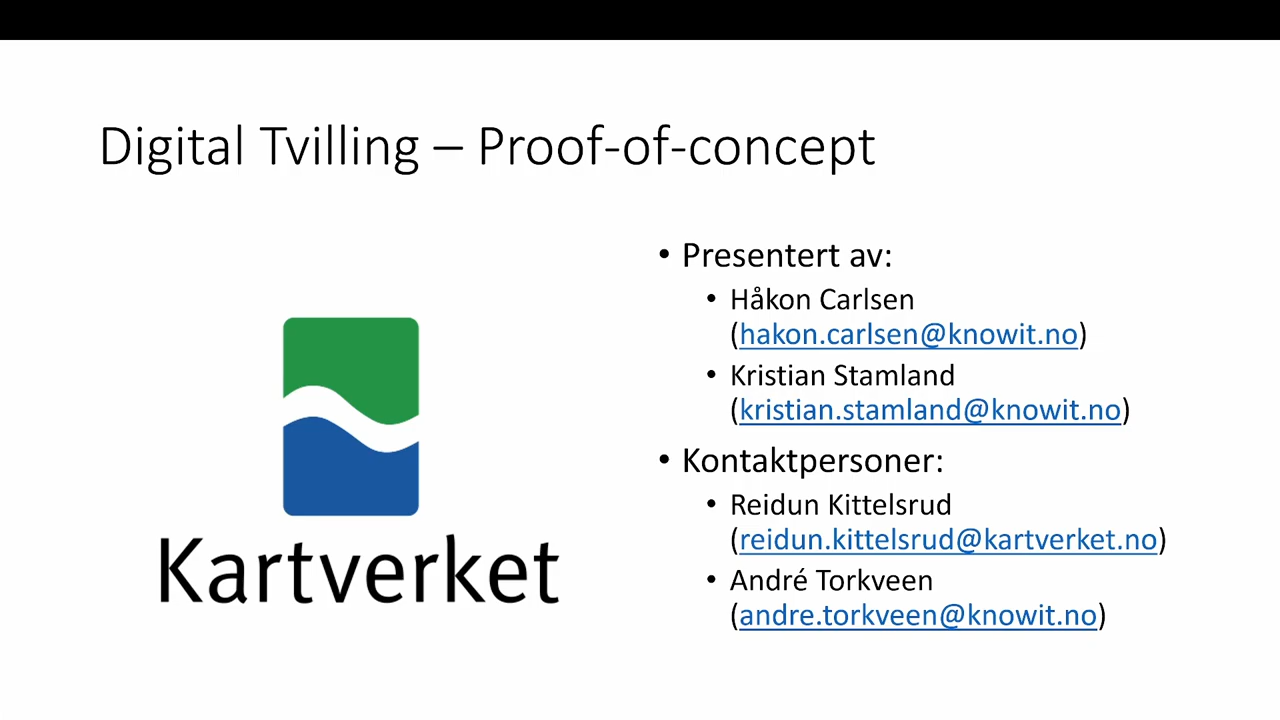 Digital Tvilling – Proof-of-concept
• Presentert av:
• Håkon Carlsen
(hakon.carlsen@knowit.no)
• Kristian Stamland
(kristian.stamland@knowit.no)
• Kontaktpersoner:
• Reidun Kittelsrud
(reidun.kittelsrud@kartverket.no)
• André Torkveen
(andre.torkveen@knowit.no)
Kartverket